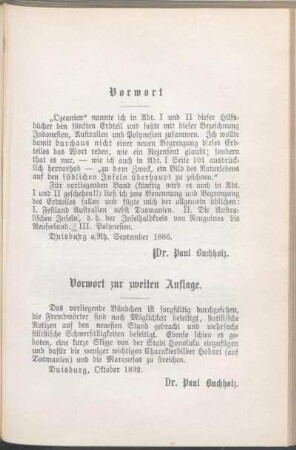 Vorwort
„Ozeanien“ nannte ich in Abt. I und II dieser Hilfs-
bücher den fünften Erdteil und faßte mit dieser Bezeichnung
Indonesien, Australien und Polynesien zusammen. Ich wollte
damit durchaus nicht einer neuen Begrenzung dieses Erd-
teiles das Wort reden, wie ein Rezensent glaubt; sondern
that es nur, — wie ich auch in Abt. I Seite 101 ausdrück-
lich hervorhob — „zu dem Zweck, ein Bild des Naturlebens
auf den südlichen Inseln überhaupt zu zeichnen.“
Für vorliegenden Band (künftig wird es auch in Abt.
I und II geschehen) ließ ich zur Benennung und Begrenzung
des Erdteiles fallen und fügte mich der allgemein üblichen:
I. Festland Australien nebst Tasmanien. II. Die Austra-
lischen Inseln, d. h. der Inselhalbkreis von Neuguinea bis
Neuseeland. III. Polynesien.
Duisburg a/Rh. September 1886.
Dr. Paul Buchholz.
Vorwort zur zweiten Auflage.
Das vorliegende Bändchen ist sorgfältig durchgesehen,
die Fremdwörter sind nach Möglichkeit beseitigt, statistische
Notizen auf den neuesten Stand gebracht und mehrfach
stilistische Schwerfälligkeiten beseitigt. Ebenso schien es
geboten, eine kurze Skizze von der Stadt Honolulu einzufügen
und dafür die weniger wichtigen Charakterbilder Hobart (auf
Tasmanien) und die Marquesas zu streichen.
Duisburg, Oktober 1892.
Dr. Paul Buchholz.